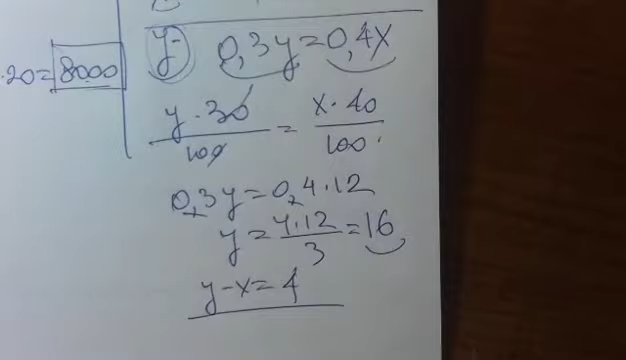 ·20=8000
y- 0,3y=0,4x
y·30/100 = x·40/100
0,3y=0,4·12
y=4·12/3=16
y-x=4